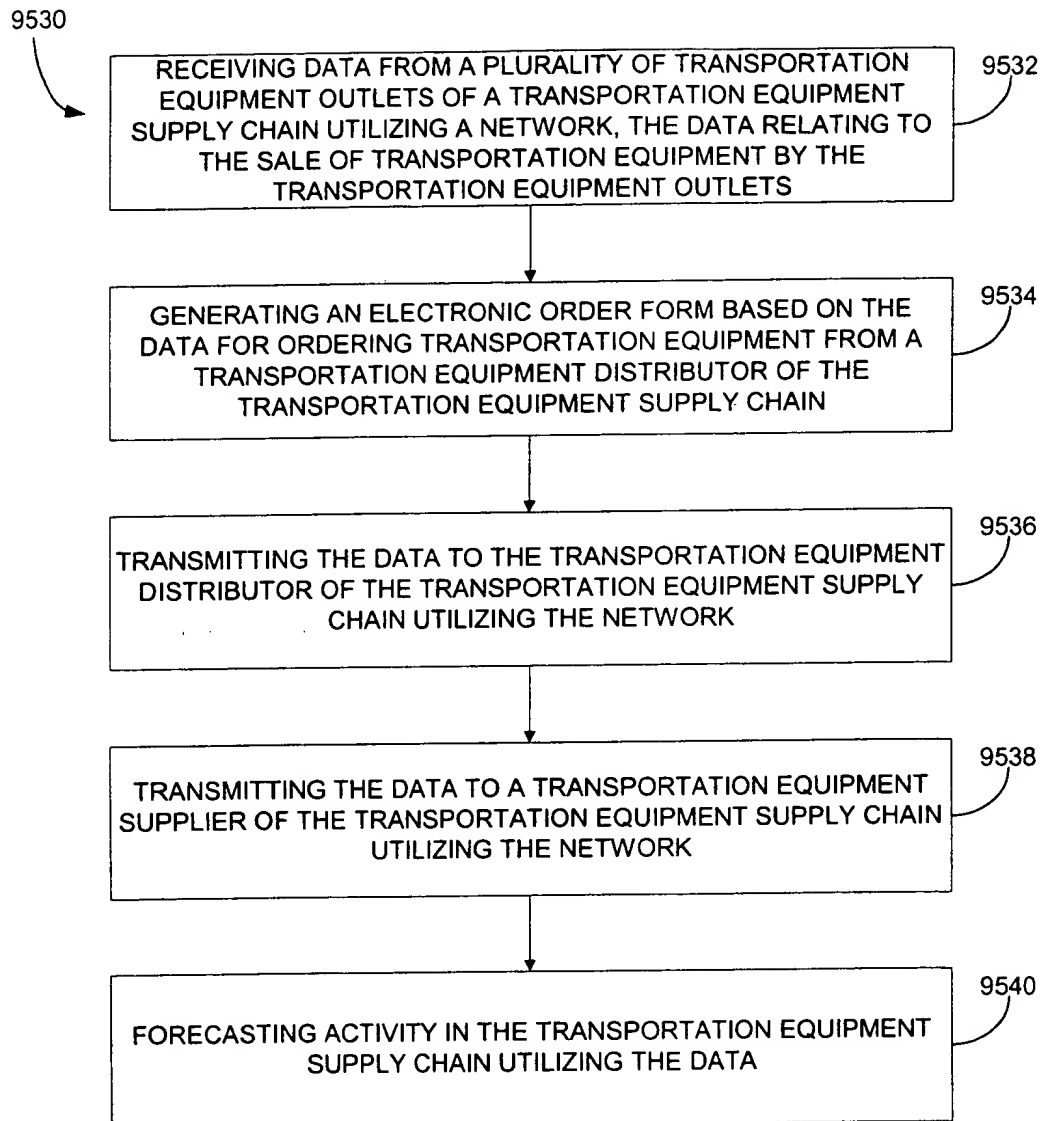 9530
RECEIVING DATA FROM A PLURALITY OF TRANSPORTATION
EQUIPMENT OUTLETS OF A TRANSPORTATION EQUIPMENT
SUPPLY CHAIN UTILIZING A NETWORK, THE DATA RELATING TO
THE SALE OF TRANSPORTATION EQUIPMENT BY THE
TRANSPORTATION EQUIPMENT OUTLETS
9532
GENERATING AN ELECTRONIC ORDER FORM BASED ON THE
DATA FOR ORDERING TRANSPORTATION EQUIPMENT FROM A
TRANSPORTATION EQUIPMENT DISTRIBUTOR OF THE
TRANSPORTATION EQUIPMENT SUPPLY CHAIN
9534
TRANSMITTING THE DATA TO THE TRANSPORTATION EQUIPMENT
DISTRIBUTOR OF THE TRANSPORTATION EQUIPMENT SUPPLY
CHAIN UTILIZING THE NETWORK
9536
TRANSMITTING THE DATA TO A TRANSPORTATION EQUIPMENT
SUPPLIER OF THE TRANSPORTATION EQUIPMENT SUPPLY CHAIN
UTILIZING THE NETWORK
9538
FORECASTING ACTIVITY IN THE TRANSPORTATION EQUIPMENT
SUPPLY CHAIN UTILIZING THE DATA
9540